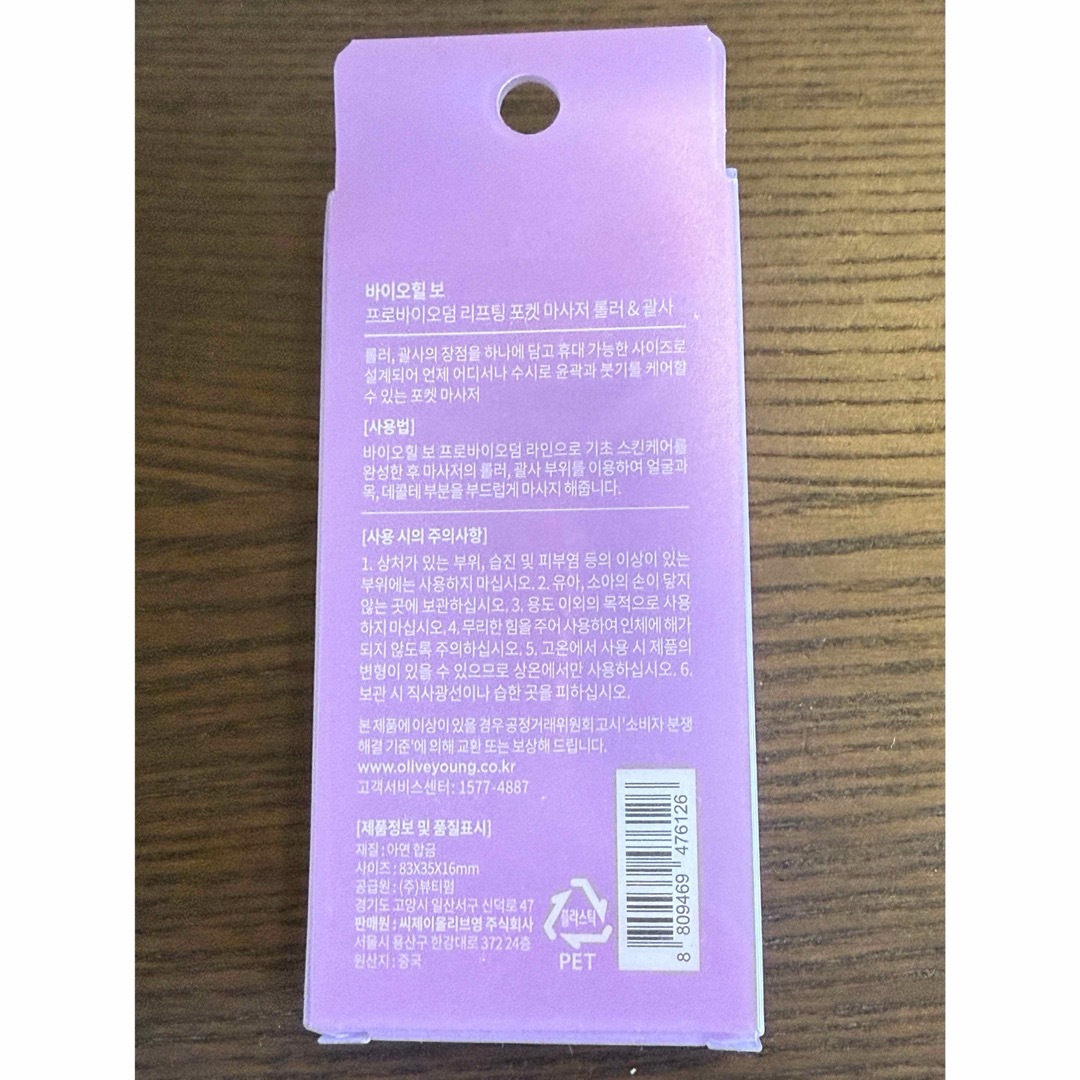 바이오힐 보
프로바이오덤 리프팅 포켓 마사저 롤러 & 괄사
롤러, 괄사의 장점을 하나에 담고 휴대 가능한 사이즈로
설계되어 언제 어디서나 수시로 윤곽과 붓기를 케어할
수 있는 포켓 마사저
[사용법]
바이오힐 보 프로바이오덤 라인으로 기초 스킨케어를
완성한 후 마사저의 롤러, 괄사 부위를 이용하여 얼굴과
목, 데콜테 부분을 부드럽게 마사지 해줍니다.
[사용 시의 주의사항]
1. 상처가 있는 부위, 습진 및 피부염 등의 이상이 있는
부위에는 사용하지 마십시오. 2. 유아, 소아의 손이 닿지
않는 곳에 보관하십시오. 3. 용도 이외의 목적으로 사용
하지 마십시오. 4. 무리한 힘을 주어 사용하여 인체에 해가
되지 않도록 주의하십시오. 5. 고온에서 사용 시 제품의
변형이 있을 수 있으므로 상온에서만 사용하십시오. 6.
보관 시 직사광선이나 습한 곳을 피하십시오.
본 제품에 이상이 있을 경우 공정거래위원회 고시 '소비자 분쟁
해결 기준'에 의해 교환 또는 보상해 드립니다.
www.oliveyoung.co.kr
고객서비스센터 : 1577-4887
[제품정보 및 품질표시]
재질 : 아연 합금
사이즈 : 83X35X16mm
공급원 : (주)뷰티펌
경기도 고양시 일산서구 신덕로 47
판매원 : 씨제이올리브영 주식회사
서울시 용산구 한강대로 372 24층
원산지 : 중국
플라스틱
PET
8 809469 476126